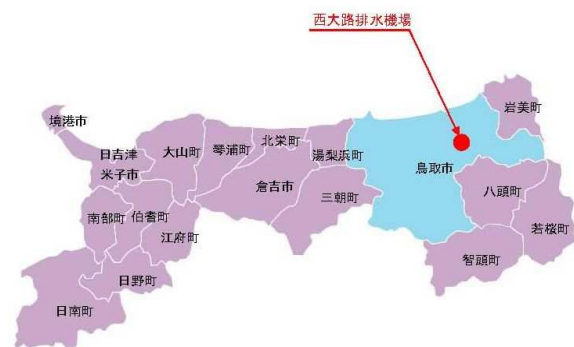 西大路排水機場
岩美町
境港市
北栄町
日吉津
大山町
琴浦町
湯梨浜町
鳥取市
米子市
倉吉市
三朝町
八頭町
南部町
伯耆町
若桜町
江府町
智頭町
日野町
日南町